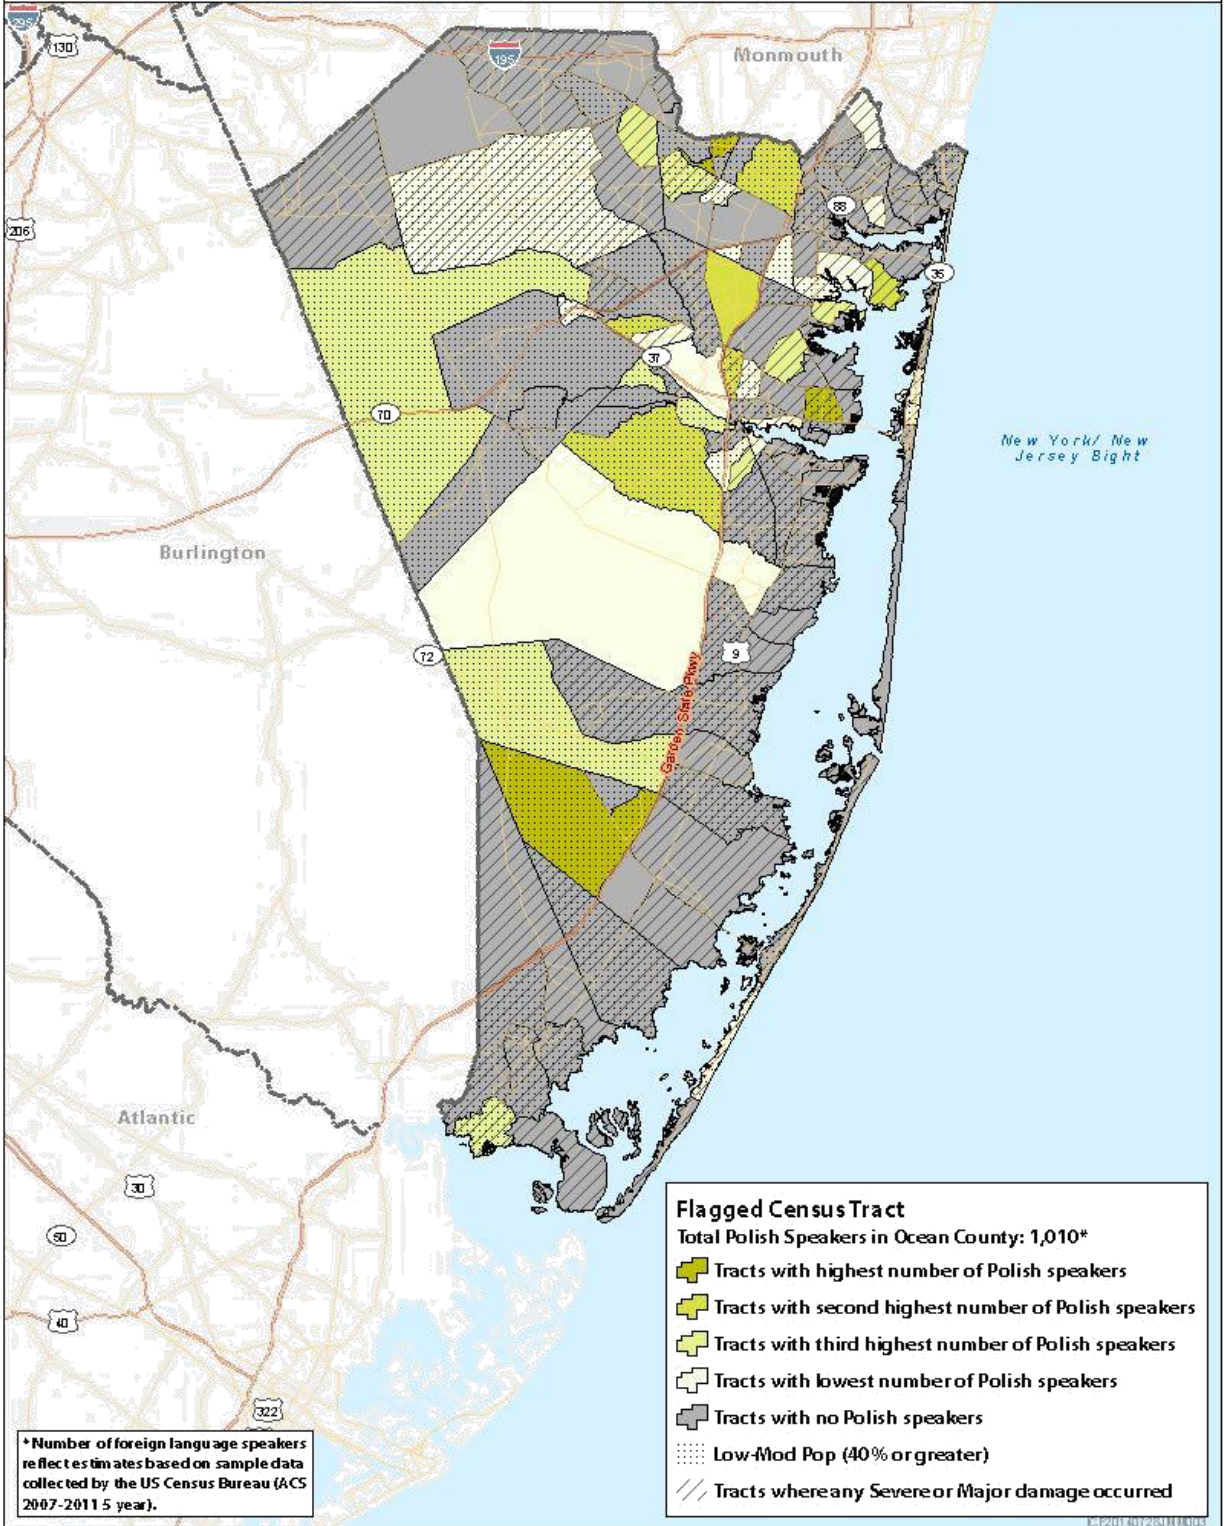 295
130
195
Monmouth
206
88
35
37
70
New York/ New
Jersey Bight
Burlington
72
9
Garden State Pkwy
Atlantic
30
50
40
322
Flagged Census Tract
Total Polish Speakers in Ocean County: 1,010*
Tracts with highest number of Polish speakers
Tracts with second highest number of Polish speakers
Tracts with third highest number of Polish speakers
Tracts with lowest number of Polish speakers
Tracts with no Polish speakers
Low-Mod Pop (40% or greater)
Tracts where any Severe or Major damage occurred
*Number of foreign language speakers
reflect estimates based on sample data
collected by the US Census Bureau (ACS
2007-2011 5 year).